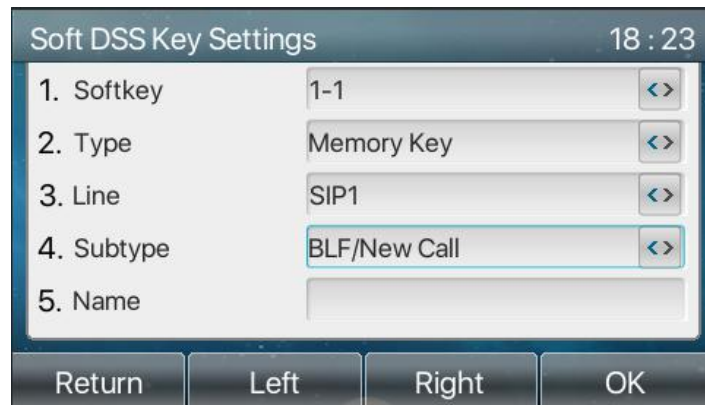 Soft DSS Key Settings 18 : 23
1. Softkey 1-1 <>
2. Type Memory Key <>
3. Line SIP1 <>
4. Subtype BLF/New Call <>
5. Name
Return Left Right OK